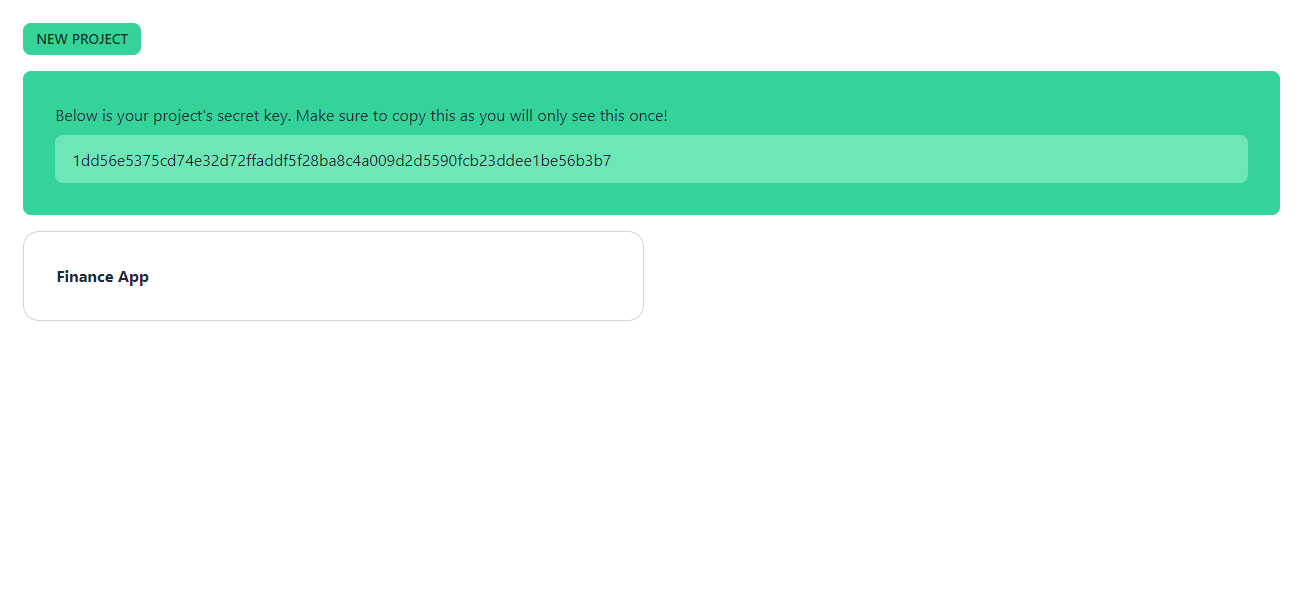 NEW PROJECT
Below is your project's secret key. Make sure to copy this as you will only see this once!
1dd56e5375cd74e32d72ffaddf5f28ba8c4a009d2d5590fcb23ddee1be56b3b7
Finance App